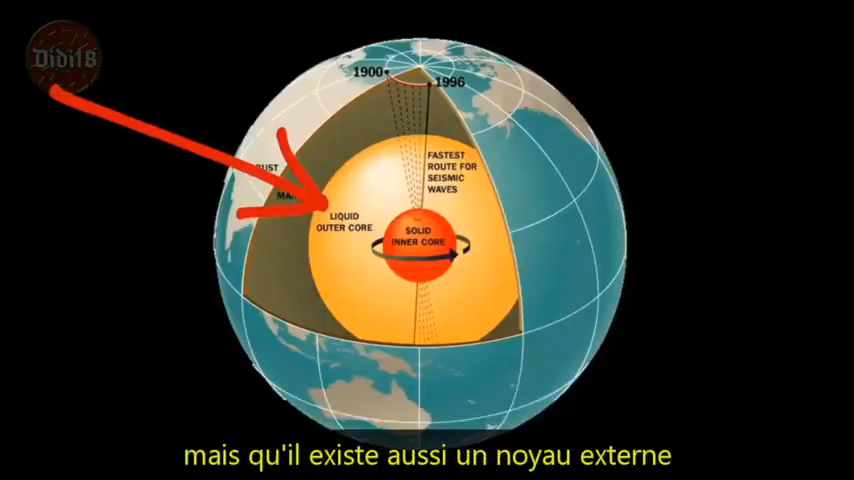 Didi18
1900
1996
FASTEST
ROUTE FOR
SEISMIC
WAVES
LIQUID
OUTER CORE
SOLID
INNER CORE
mais qu'il existe aussi un noyau externe